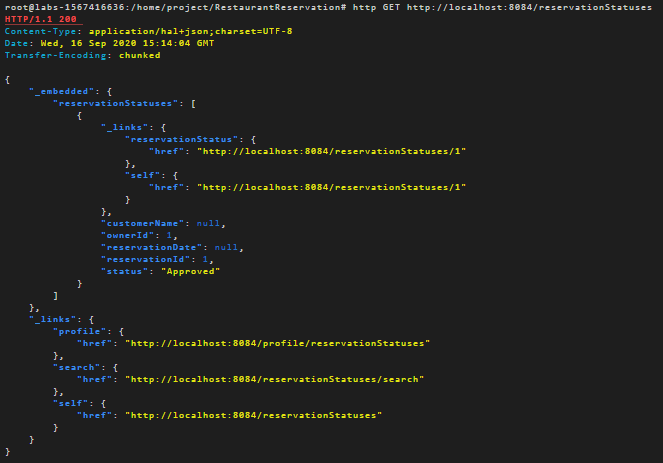 root@labs-1567416636:/home/project/RestaurantReservation# http GET http://localhost:8084/reservationStatuses
HTTP/1.1 200
Content-Type: application/hal+json;charset=UTF-8
Date: Wed, 16 Sep 2020 15:14:04 GMT
Transfer-Encoding: chunked

{
    "_embedded": {
        "reservationStatuses": [
            {
                "_links": {
                    "reservationStatus": {
                        "href": "http://localhost:8084/reservationStatuses/1"
                    },
                    "self": {
                        "href": "http://localhost:8084/reservationStatuses/1"
                    }
                },
                "customerName": null,
                "ownerId": 1,
                "reservationDate": null,
                "reservationId": 1,
                "status": "Approved"
            }
        ]
    },
    "_links": {
        "profile": {
            "href": "http://localhost:8084/profile/reservationStatuses"
        },
        "search": {
            "href": "http://localhost:8084/reservationStatuses/search"
        },
        "self": {
            "href": "http://localhost:8084/reservationStatuses"
        }
    }
}